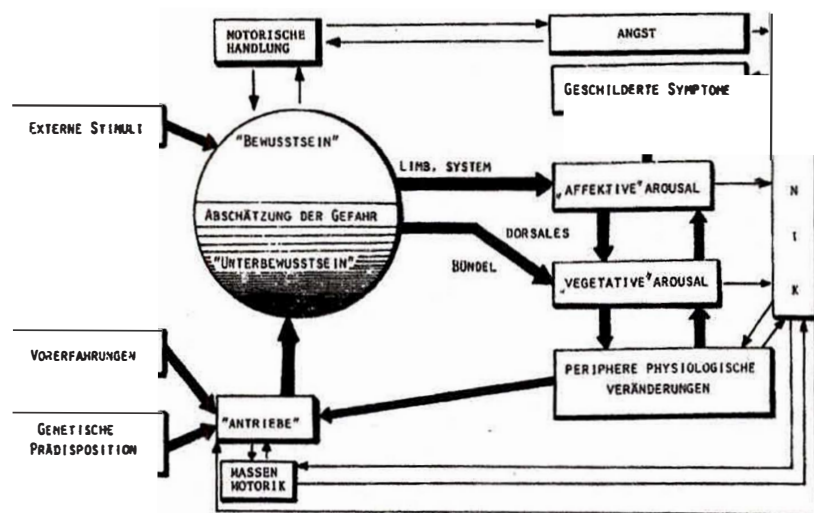 MOTORISCHE
HANDLUNG
ANGST
GESCHILDERTE SYMPTOME
EXTERNE STIMULI
"BEWUSSTSEIN"
LIMB. SYSTEM
„AFFEKTIVE" AROUSAL
ABSCHÄTZUNG DER GEFAHR
DORSALES
BÜNDEL
"UNTERBEWUSSTSEIN"
„VEGETATIVE" AROUSAL
N
I
K
VORERFAHRUNGEN
PERIPHERE PHYSIOLOGISCHE
VERÄNDERUNGEN
GENETISCHE
PRÄDISPOSITION
"ANTRIEBE"
MASSEN
MOTORIK